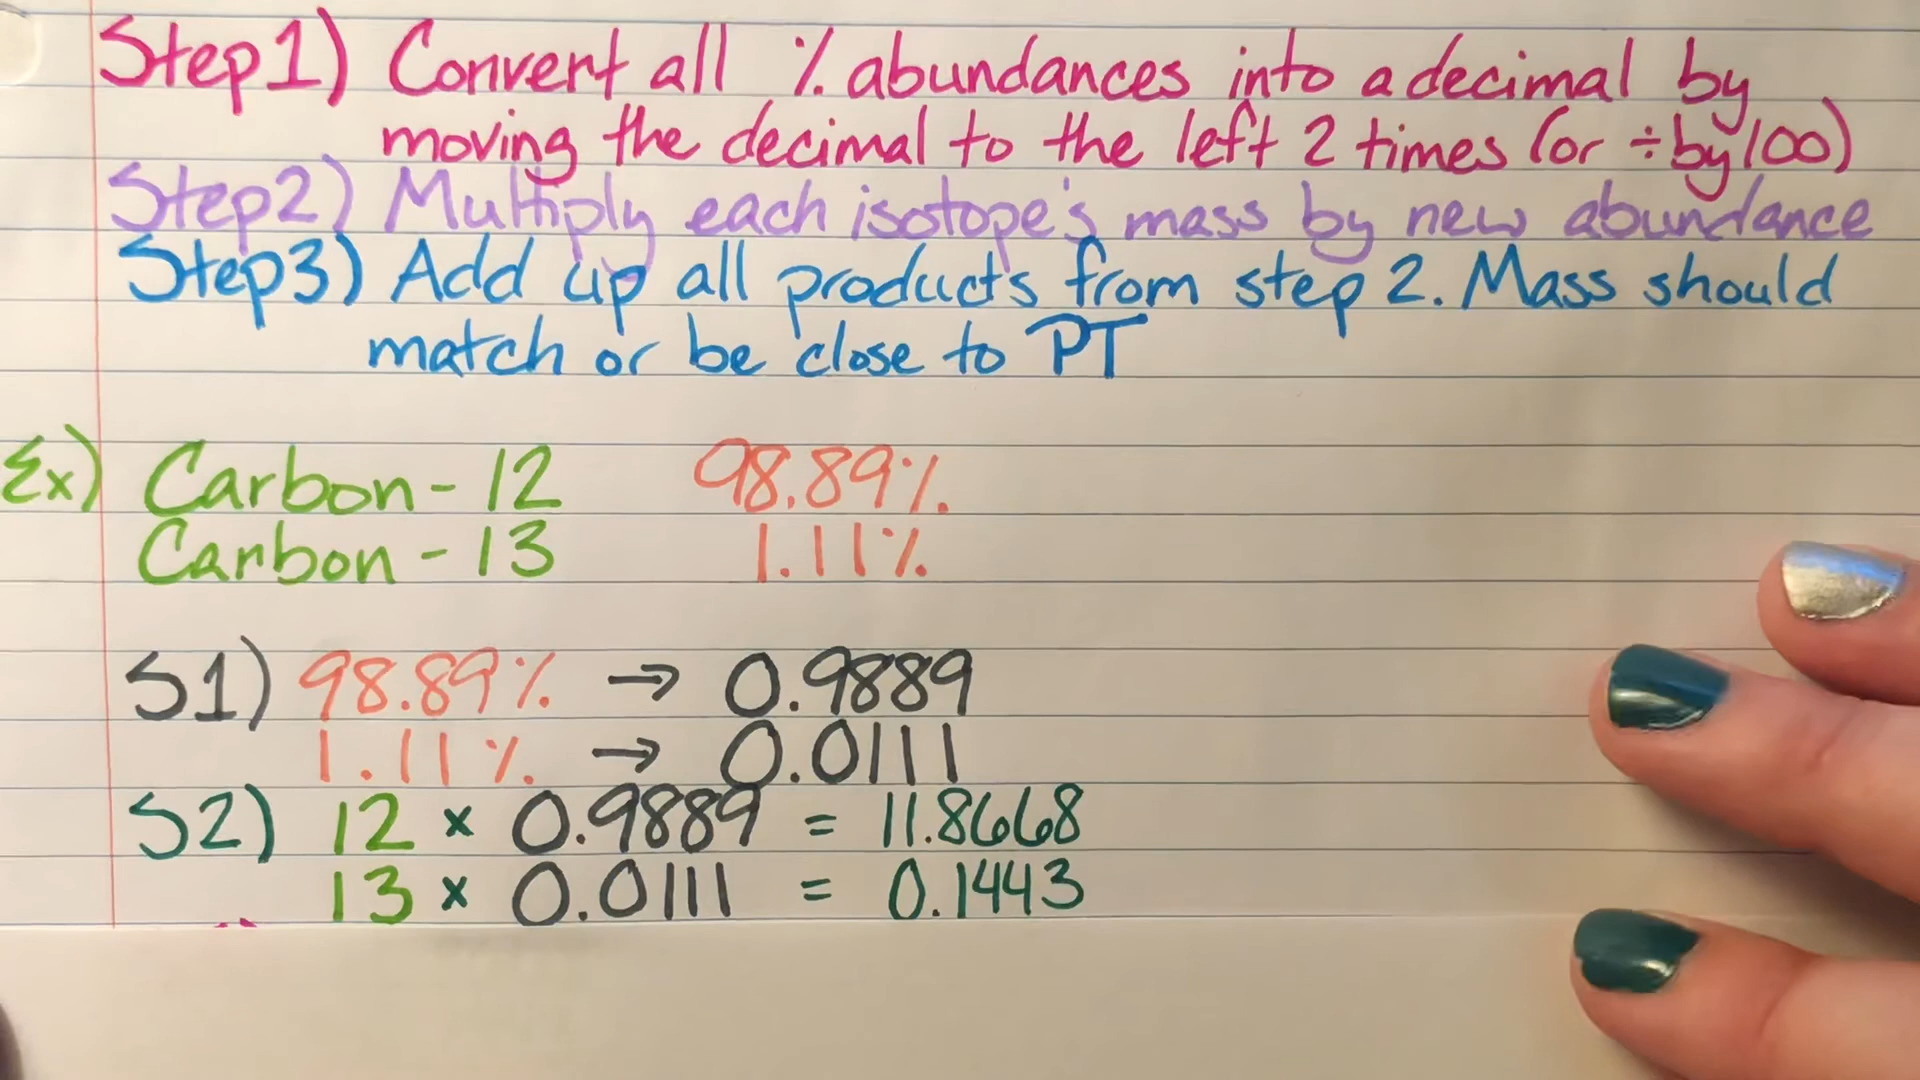 Step1) Convert all % abundances into a decimal by
moving the decimal to the left 2 times (or ÷ by 100)
Step2) Multiply each isotope's mass by new abundance
Step3) Add up all products from step 2. Mass should
match or be close to PT
Ex) Carbon - 12 98.89%
Carbon - 13 1.11%
S1) 98.89% → 0.9889
1.11% → 0.0111
S2) 12 x 0.9889 = 11.8668
13 x 0.0111 = 0.1443